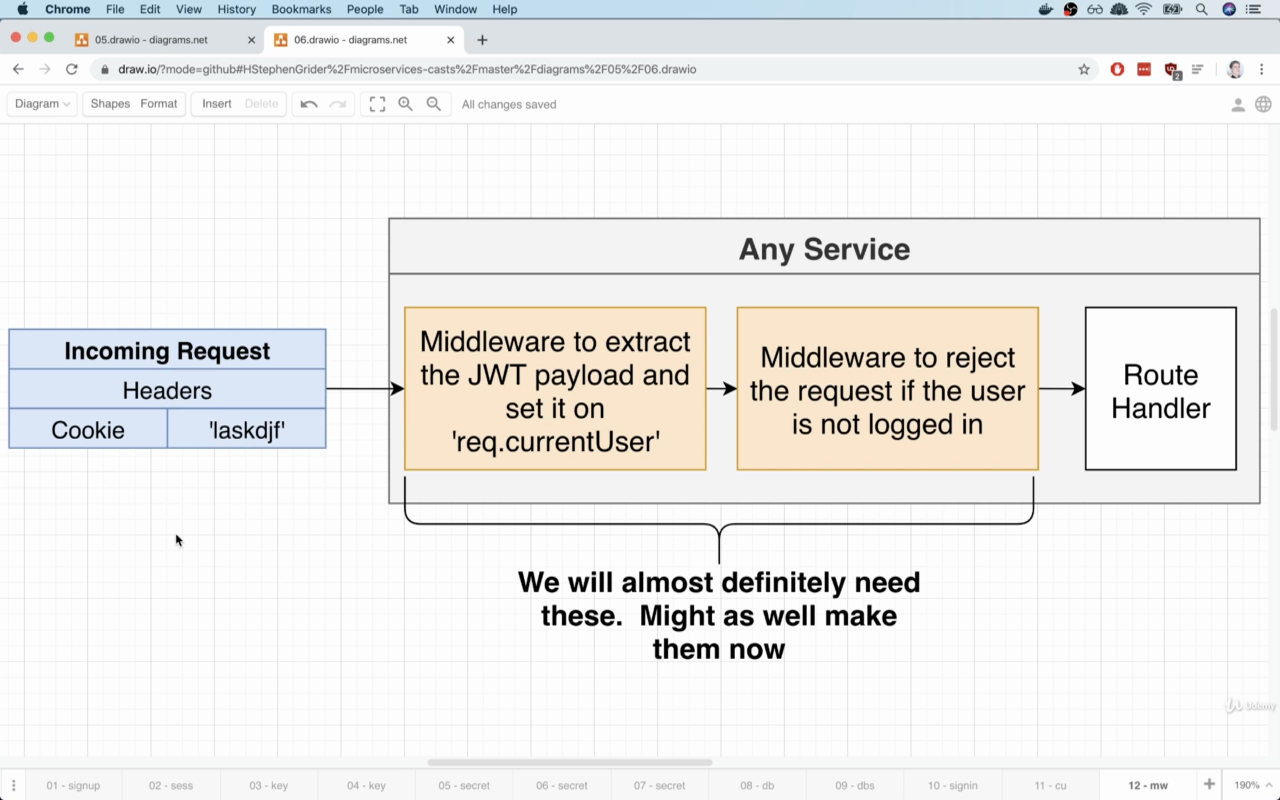 Chrome File Edit View History Bookmarks People Tab Window Help
05.drawio - diagrams.net
06.drawio - diagrams.net
draw.io/?mode=github#HStephenGrider%2Fmicroservices-casts%2Fmaster%2Fdiagrams%2F05%2F06.drawio
2
Diagram Shapes Format Insert Delete All changes saved
Any Service
Incoming Request
Headers
Cookie 'laskdjf'
Middleware to extract
the JWT payload and
set it on
'req.currentUser'
Middleware to reject
the request if the user
is not logged in
Route
Handler
We will almost definitely need
these. Might as well make
them now
Udemy
01 - signup 02 - sess 03 - key 04 - key 05 - secret 06 - secret 07 - secret 08 - db 09 - dbs 10 - signin 11 - cu 12 - mw 190%